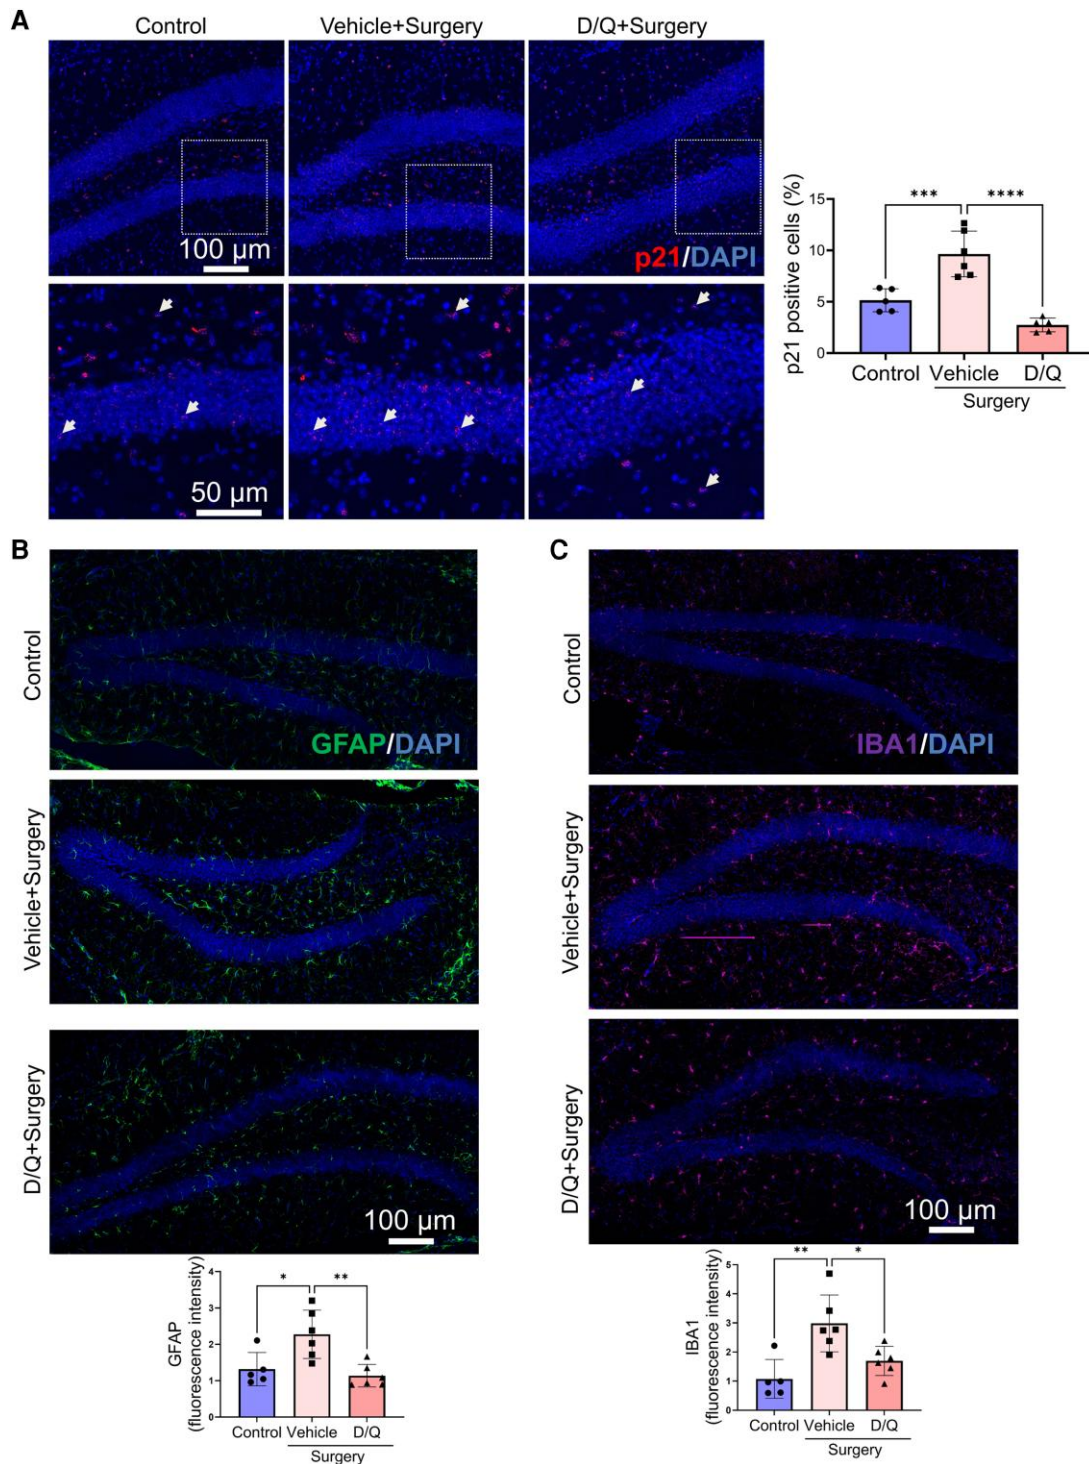 A
Control
Vehicle+Surgery
D/Q+Surgery
100 µm
p21/DAPI
50 µm
p21 positive cells (%)
15
10
5
0
***
****
Control
Vehicle
D/Q
Surgery
B
Control
GFAP/DAPI
Vehicle+Surgery
D/Q+Surgery
100 µm
GFAP
(fluorescence intensity)
4
3
2
1
0
*
**
Control
Vehicle
D/Q
Surgery
C
Control
IBA1/DAPI
Vehicle+Surgery
D/Q+Surgery
100 µm
IBA1
(fluorescence intensity)
5
4
3
2
1
0
**
*
Control
Vehicle
D/Q
Surgery